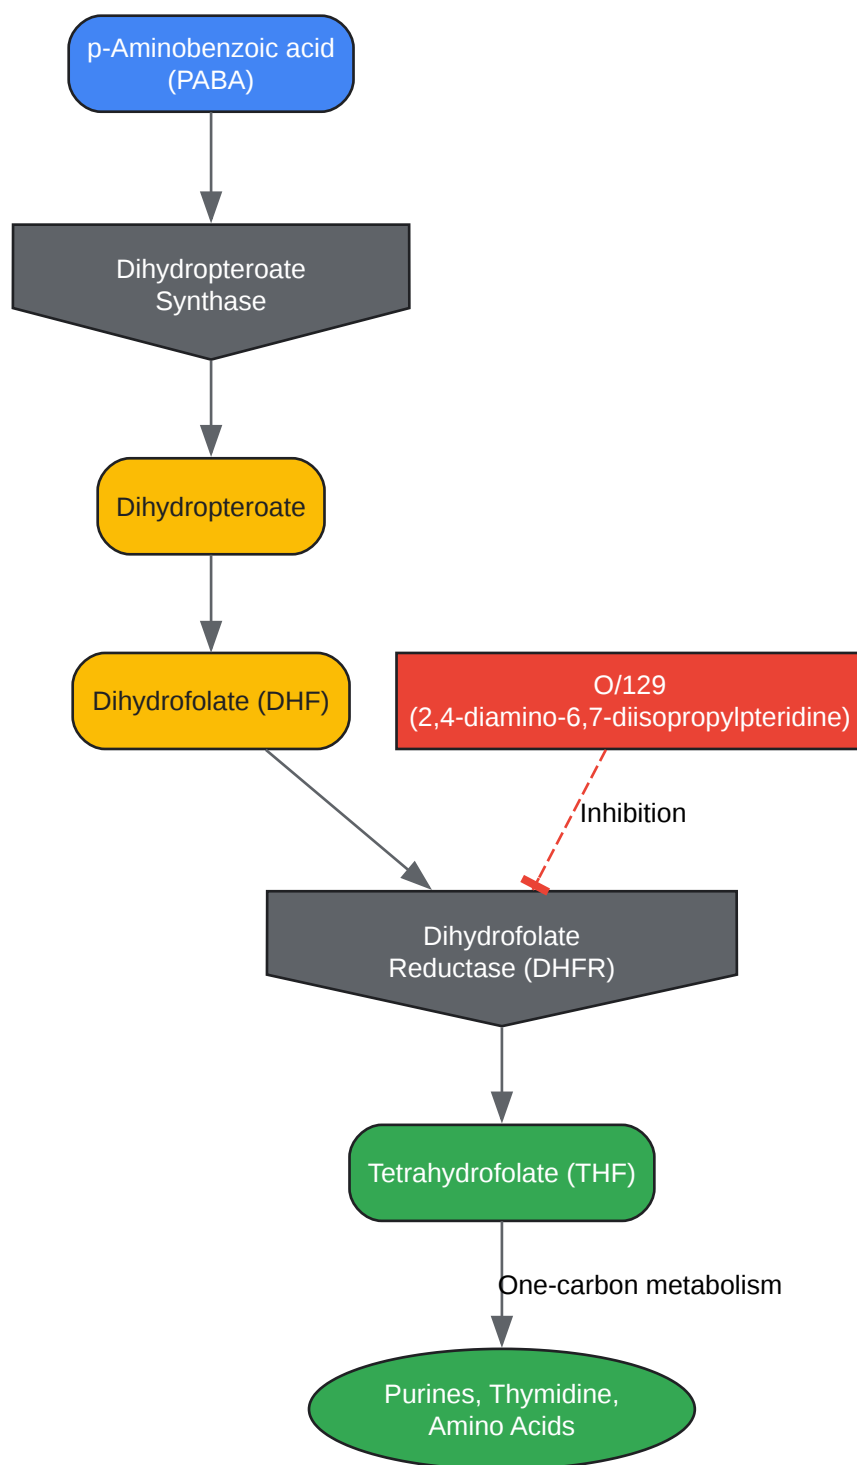 p-Aminobenzoic acid
(PABA)
Dihydropteroate
Synthase
Dihydropteroate
Dihydrofolate (DHF)
O/129
(2,4-diamino-6,7-diisopropylpteridine)
Inhibition
Dihydrofolate
Reductase (DHFR)
Tetrahydrofolate (THF)
One-carbon metabolism
Purines, Thymidine,
Amino Acids